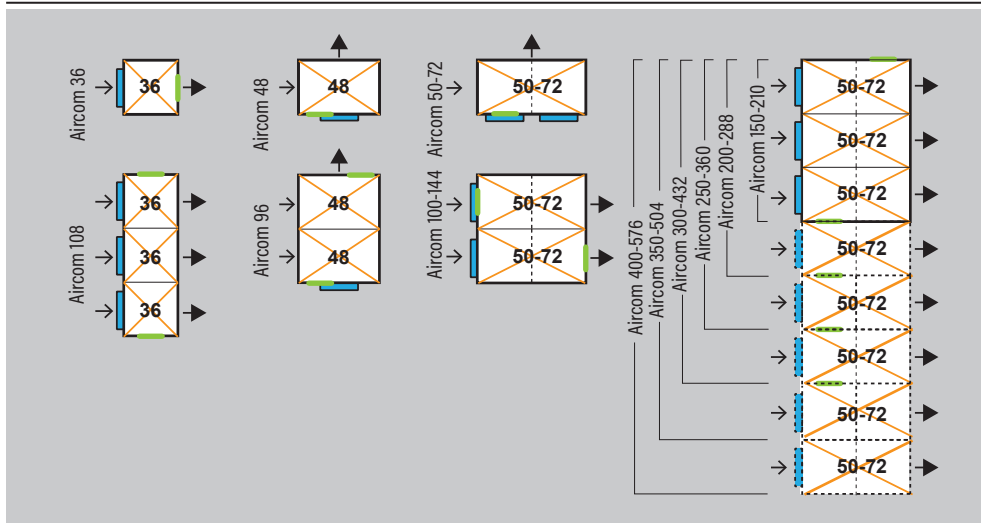 Aircom 36
36
Aircom 48
48
Aircom 50-72
50-72
Aircom 108
36
36
36
Aircom 96
48
48
Aircom 100-144
50-72
50-72
Aircom 400-576
Aircom 350-504
Aircom 300-432
Aircom 250-360
Aircom 200-288
Aircom 150-210
50-72
50-72
50-72
50-72
50-72
50-72
50-72
50-72